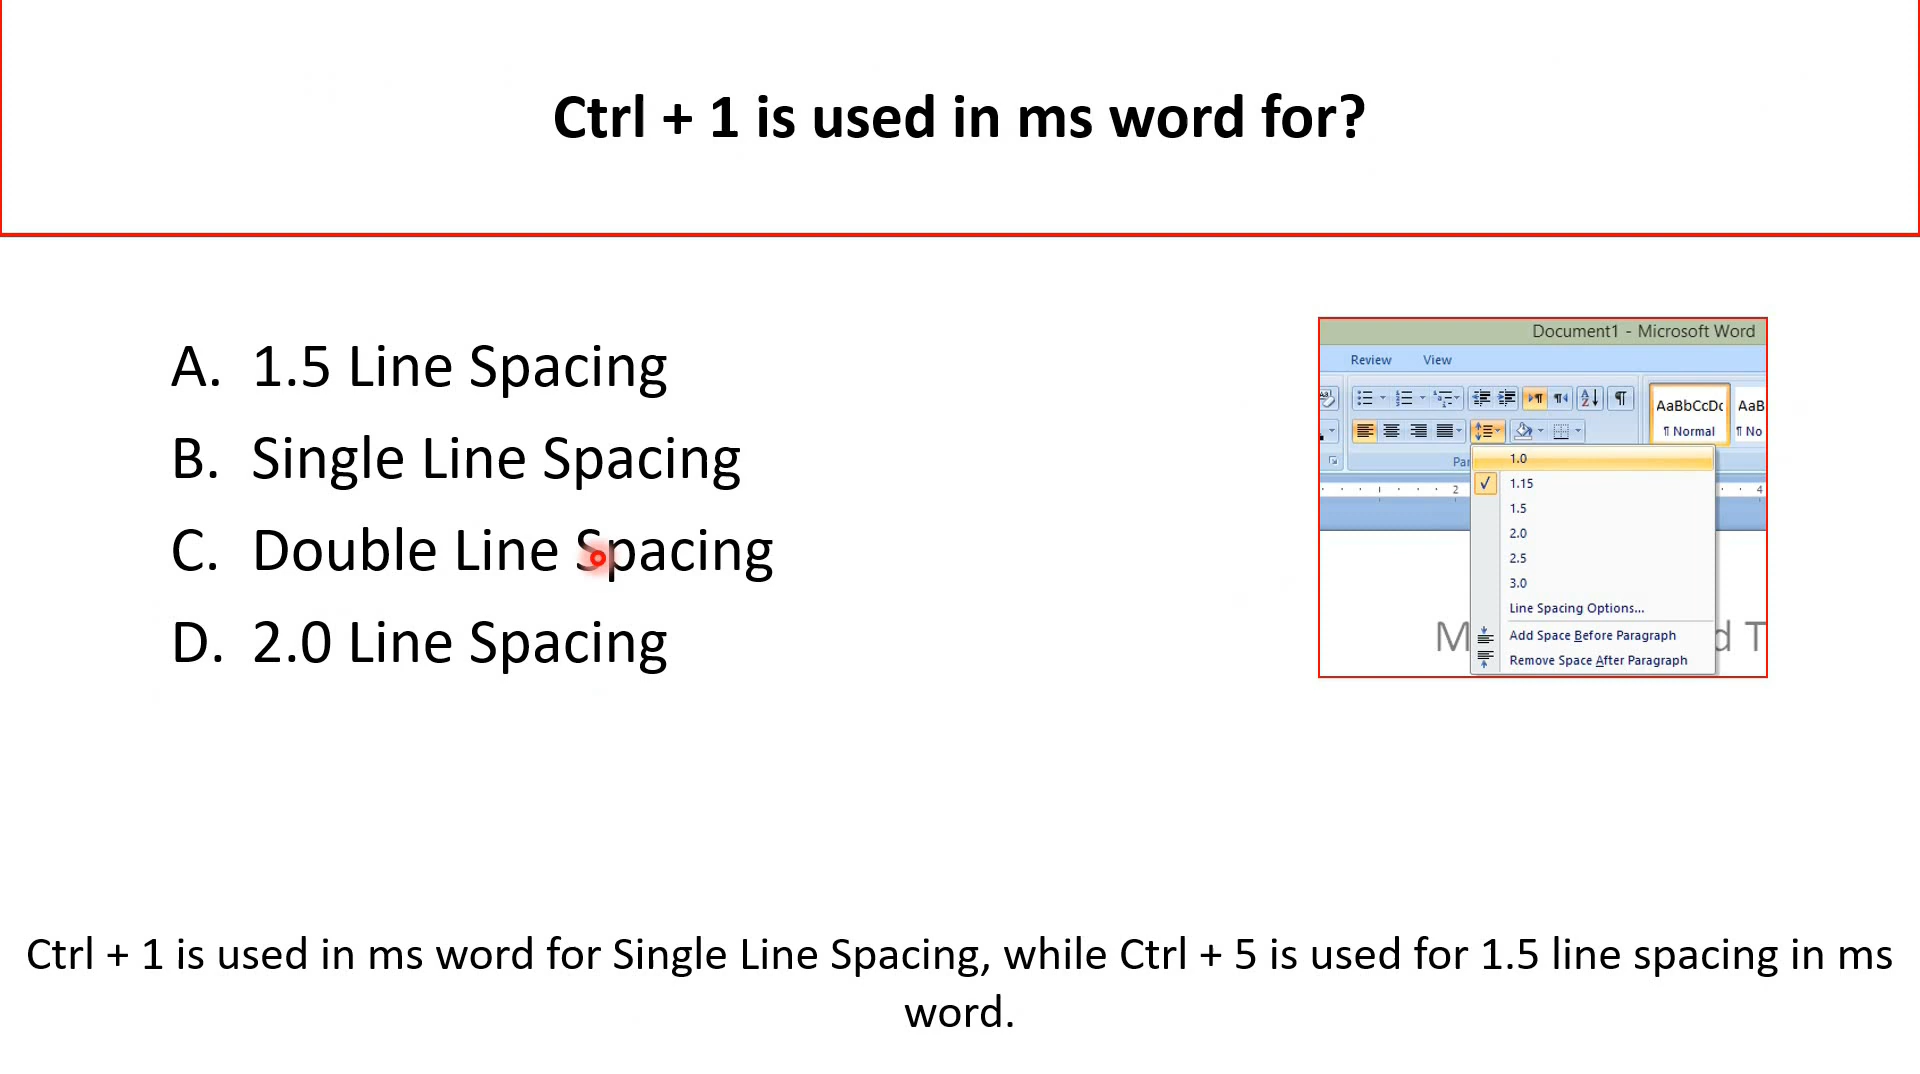 Ctrl + 1 is used in ms word for?
A. 1.5 Line Spacing
B. Single Line Spacing
C. Double Line Spacing
D. 2.0 Line Spacing
Document1 - Microsoft Word
Review View
AaBbCcDc AaB
¶ Normal ¶ No
Par
2 4
1.0
1.15
1.5
2.0
2.5
3.0
Line Spacing Options...
Add Space Before Paragraph
Remove Space After Paragraph
M d T
Ctrl + 1 is used in ms word for Single Line Spacing, while Ctrl + 5 is used for 1.5 line spacing in ms
word.